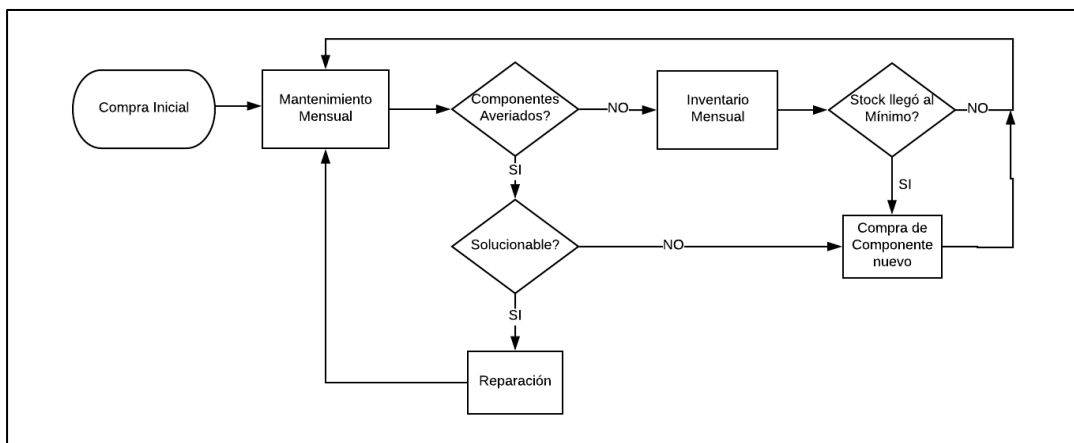 Compra Inicial
Mantenimiento
Mensual
Componentes
Averiados?
NO
Inventario
Mensual
Stock llegó al
Mínimo?
NO
SI
SI
Solucionable?
NO
Compra de
Componente
nuevo
SI
Reparación